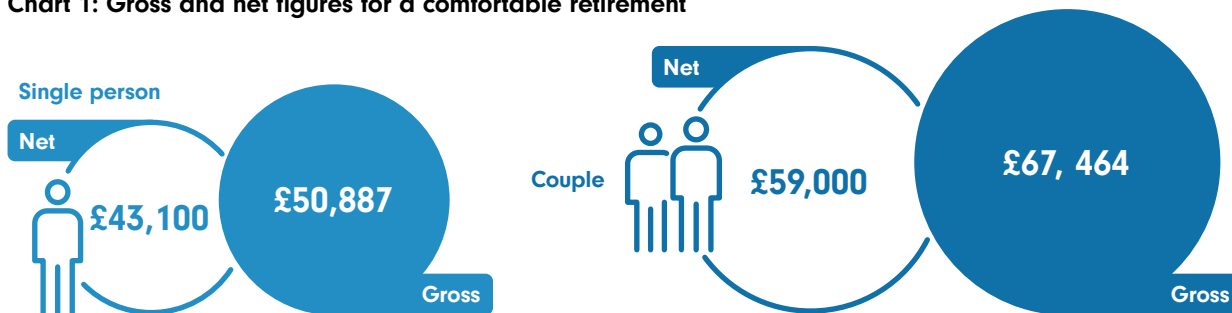 Chart 1: Gross and net figures for a comfortable retirement
Single person
Net
£43,100
£50,887
Gross
Couple
Net
£59,000
£67, 464
Gross